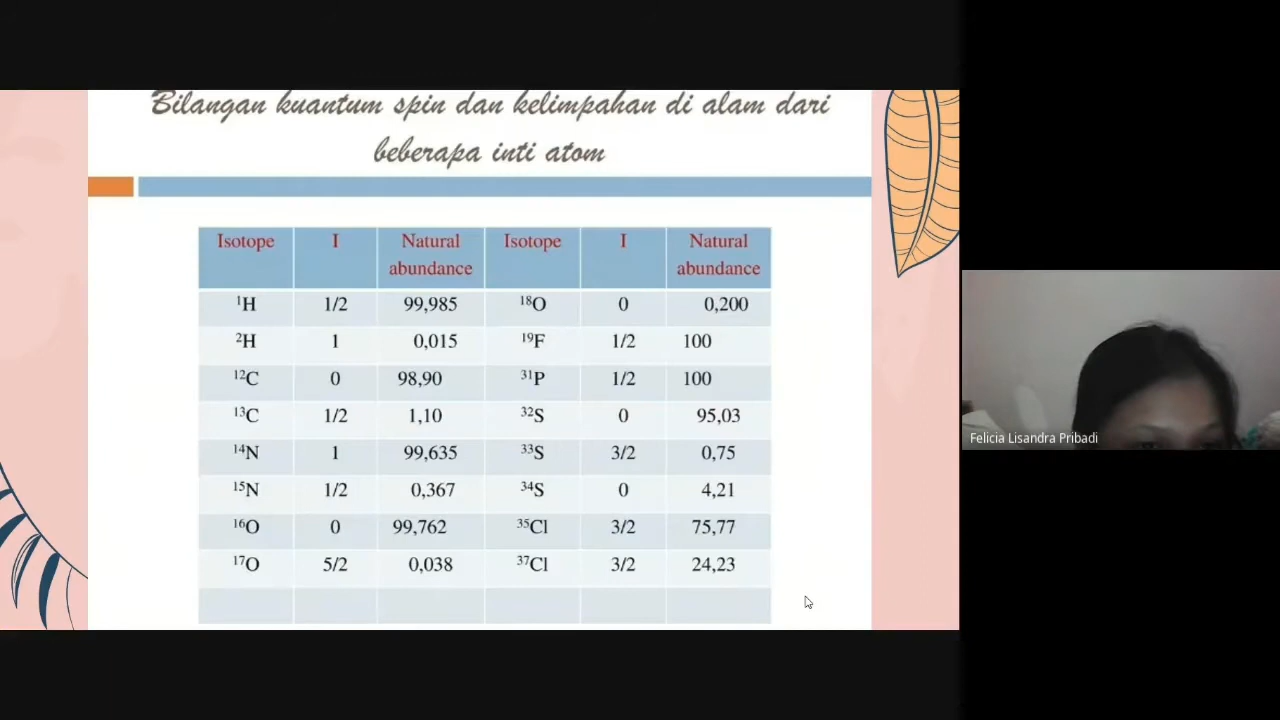 Bilangan kuantum spin dan kelimpahan di alam dari
beberapa inti atom
Isotope I Natural abundance Isotope I Natural abundance
¹H 1/2 99,985 ¹⁸O 0 0,200
²H 1 0,015 ¹⁹F 1/2 100
¹²C 0 98,90 ³¹P 1/2 100
¹³C 1/2 1,10 ³²S 0 95,03
¹⁴N 1 99,635 ³³S 3/2 0,75
¹⁵N 1/2 0,367 ³⁴S 0 4,21
¹⁶O 0 99,762 ³⁵Cl 3/2 75,77
¹⁷O 5/2 0,038 ³⁷Cl 3/2 24,23
Felicia Lisandra Pribadi